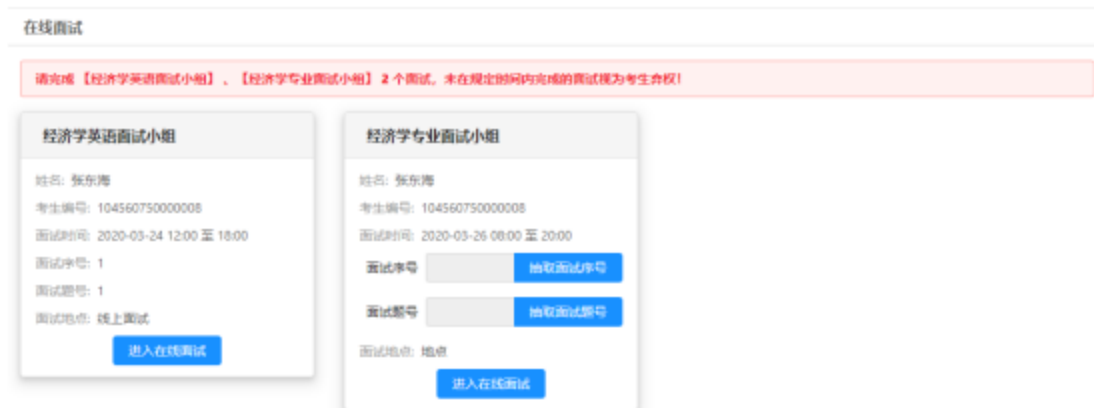 在线面试
请完成 【经济学英语面试小组】 、【经济学专业面试小组】 2 个面试，未在规定时间内完成的面试视为考生弃权！
经济学英语面试小组
姓名: 张东海
考生编号: 104560750000008
面试时间: 2020-03-24 12:00 至 18:00
面试序号: 1
面试题号: 1
面试地点: 线上面试
进入在线面试
经济学专业面试小组
姓名: 张东海
考生编号: 104560750000008
面试时间: 2020-03-26 08:00 至 20:00
面试序号 抽取面试序号
面试题号 抽取面试题号
面试地点: 地点
进入在线面试